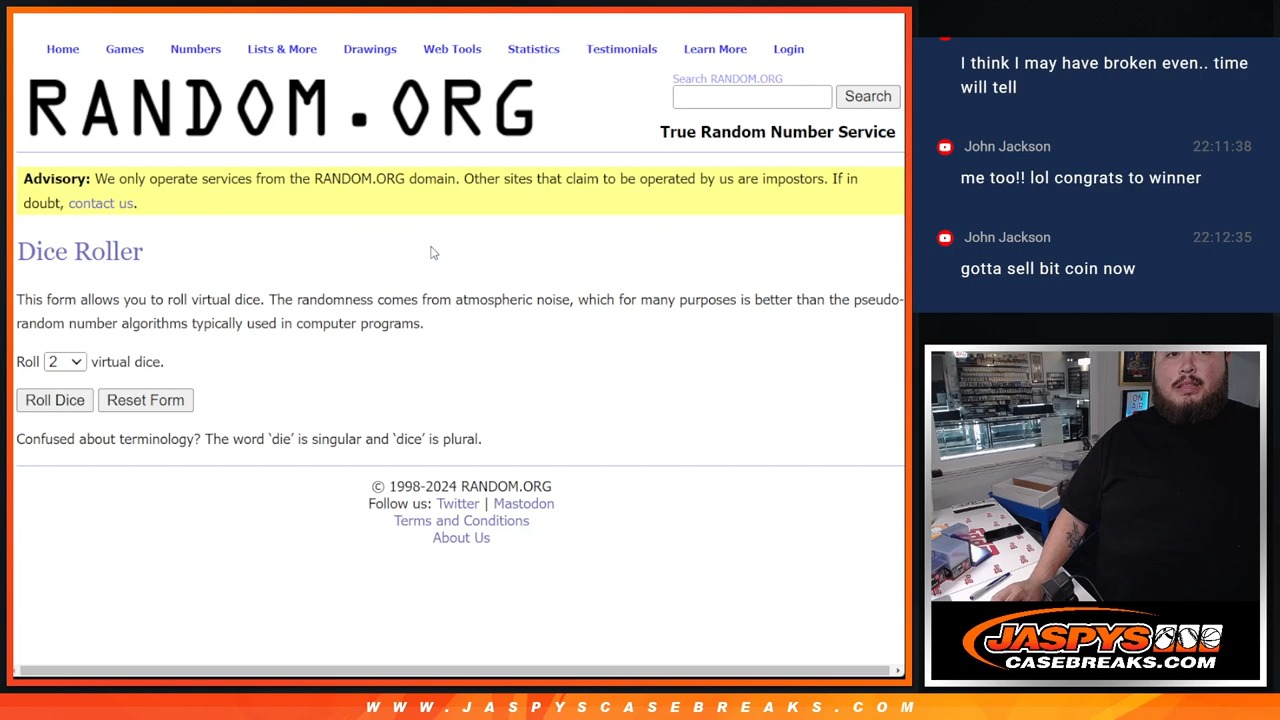 Home Games Numbers Lists & More Drawings Web Tools Statistics Testimonials Learn More Login
RANDOM.ORG
Search RANDOM.ORG
Search
True Random Number Service
Advisory: We only operate services from the RANDOM.ORG domain. Other sites that claim to be operated by us are impostors. If in
doubt, contact us.
Dice Roller
This form allows you to roll virtual dice. The randomness comes from atmospheric noise, which for many purposes is better than the pseudo-
random number algorithms typically used in computer programs.
Roll 2 virtual dice.
Roll Dice Reset Form
Confused about terminology? The word ‘die’ is singular and ‘dice’ is plural.
© 1998-2024 RANDOM.ORG
Follow us: Twitter | Mastodon
Terms and Conditions
About Us
I think I may have broken even.. time
will tell
John Jackson 22:11:38
me too!! lol congrats to winner
John Jackson 22:12:35
gotta sell bit coin now
ON
AIR
JASPYS
CASEBREAKS.COM
WWW.JASPYSCASEBREAKS.COM